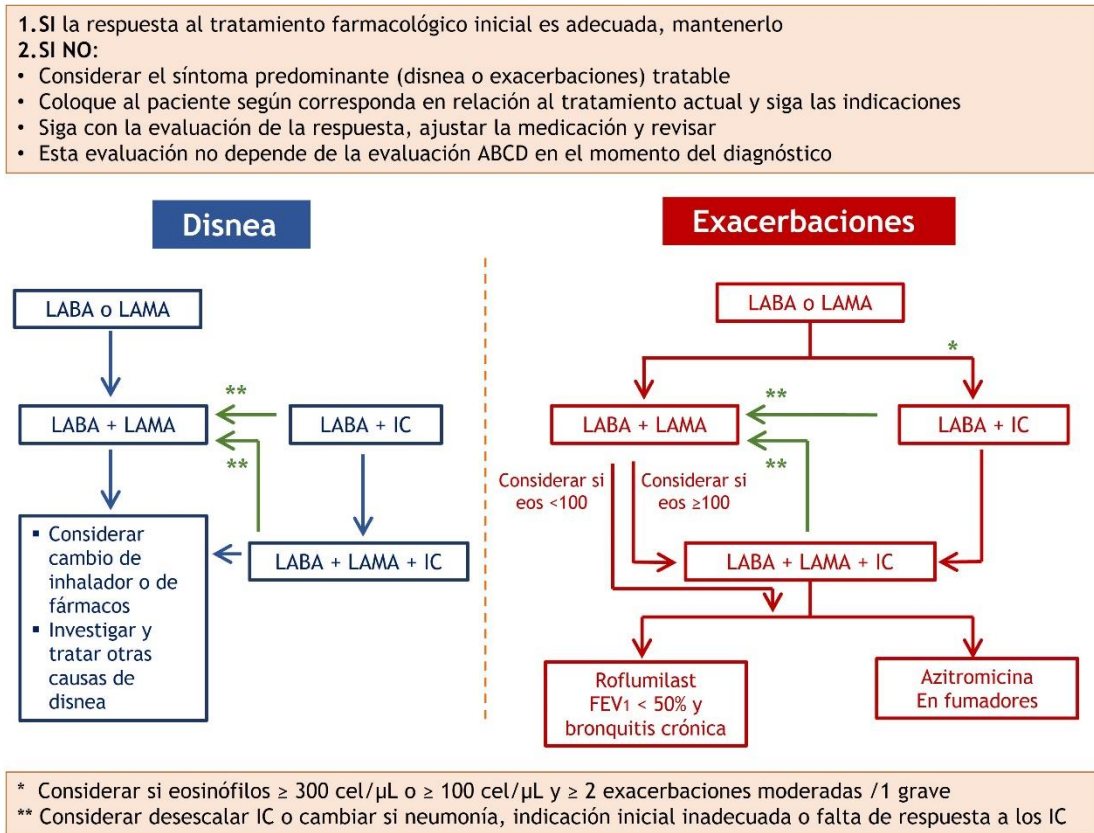 1.SI la respuesta al tratamiento farmacológico inicial es adecuada, mantenerlo
2.SI NO:
• Considerar el síntoma predominante (disnea o exacerbaciones) tratable
• Coloque al paciente según corresponda en relación al tratamiento actual y siga las indicaciones
• Siga con la evaluación de la respuesta, ajustar la medicación y revisar
• Esta evaluación no depende de la evaluación ABCD en el momento del diagnóstico
Disnea
LABA o LAMA
LABA + LAMA
**
LABA + IC
**
▪ Considerar
cambio de
inhalador o de
fármacos
▪ Investigar y
tratar otras
causas de
disnea
LABA + LAMA + IC
Exacerbaciones
LABA o LAMA
*
LABA + LAMA
**
LABA + IC
**
Considerar si
eos <100
Considerar si
eos ≥100
LABA + LAMA + IC
Roflumilast
FEV1 < 50% y
bronquitis crónica
Azitromicina
En fumadores
* Considerar si eosinófilos ≥ 300 cel/µL o ≥ 100 cel/µL y ≥ 2 exacerbaciones moderadas /1 grave
** Considerar desescalar IC o cambiar si neumonía, indicación inicial inadecuada o falta de respuesta a los IC